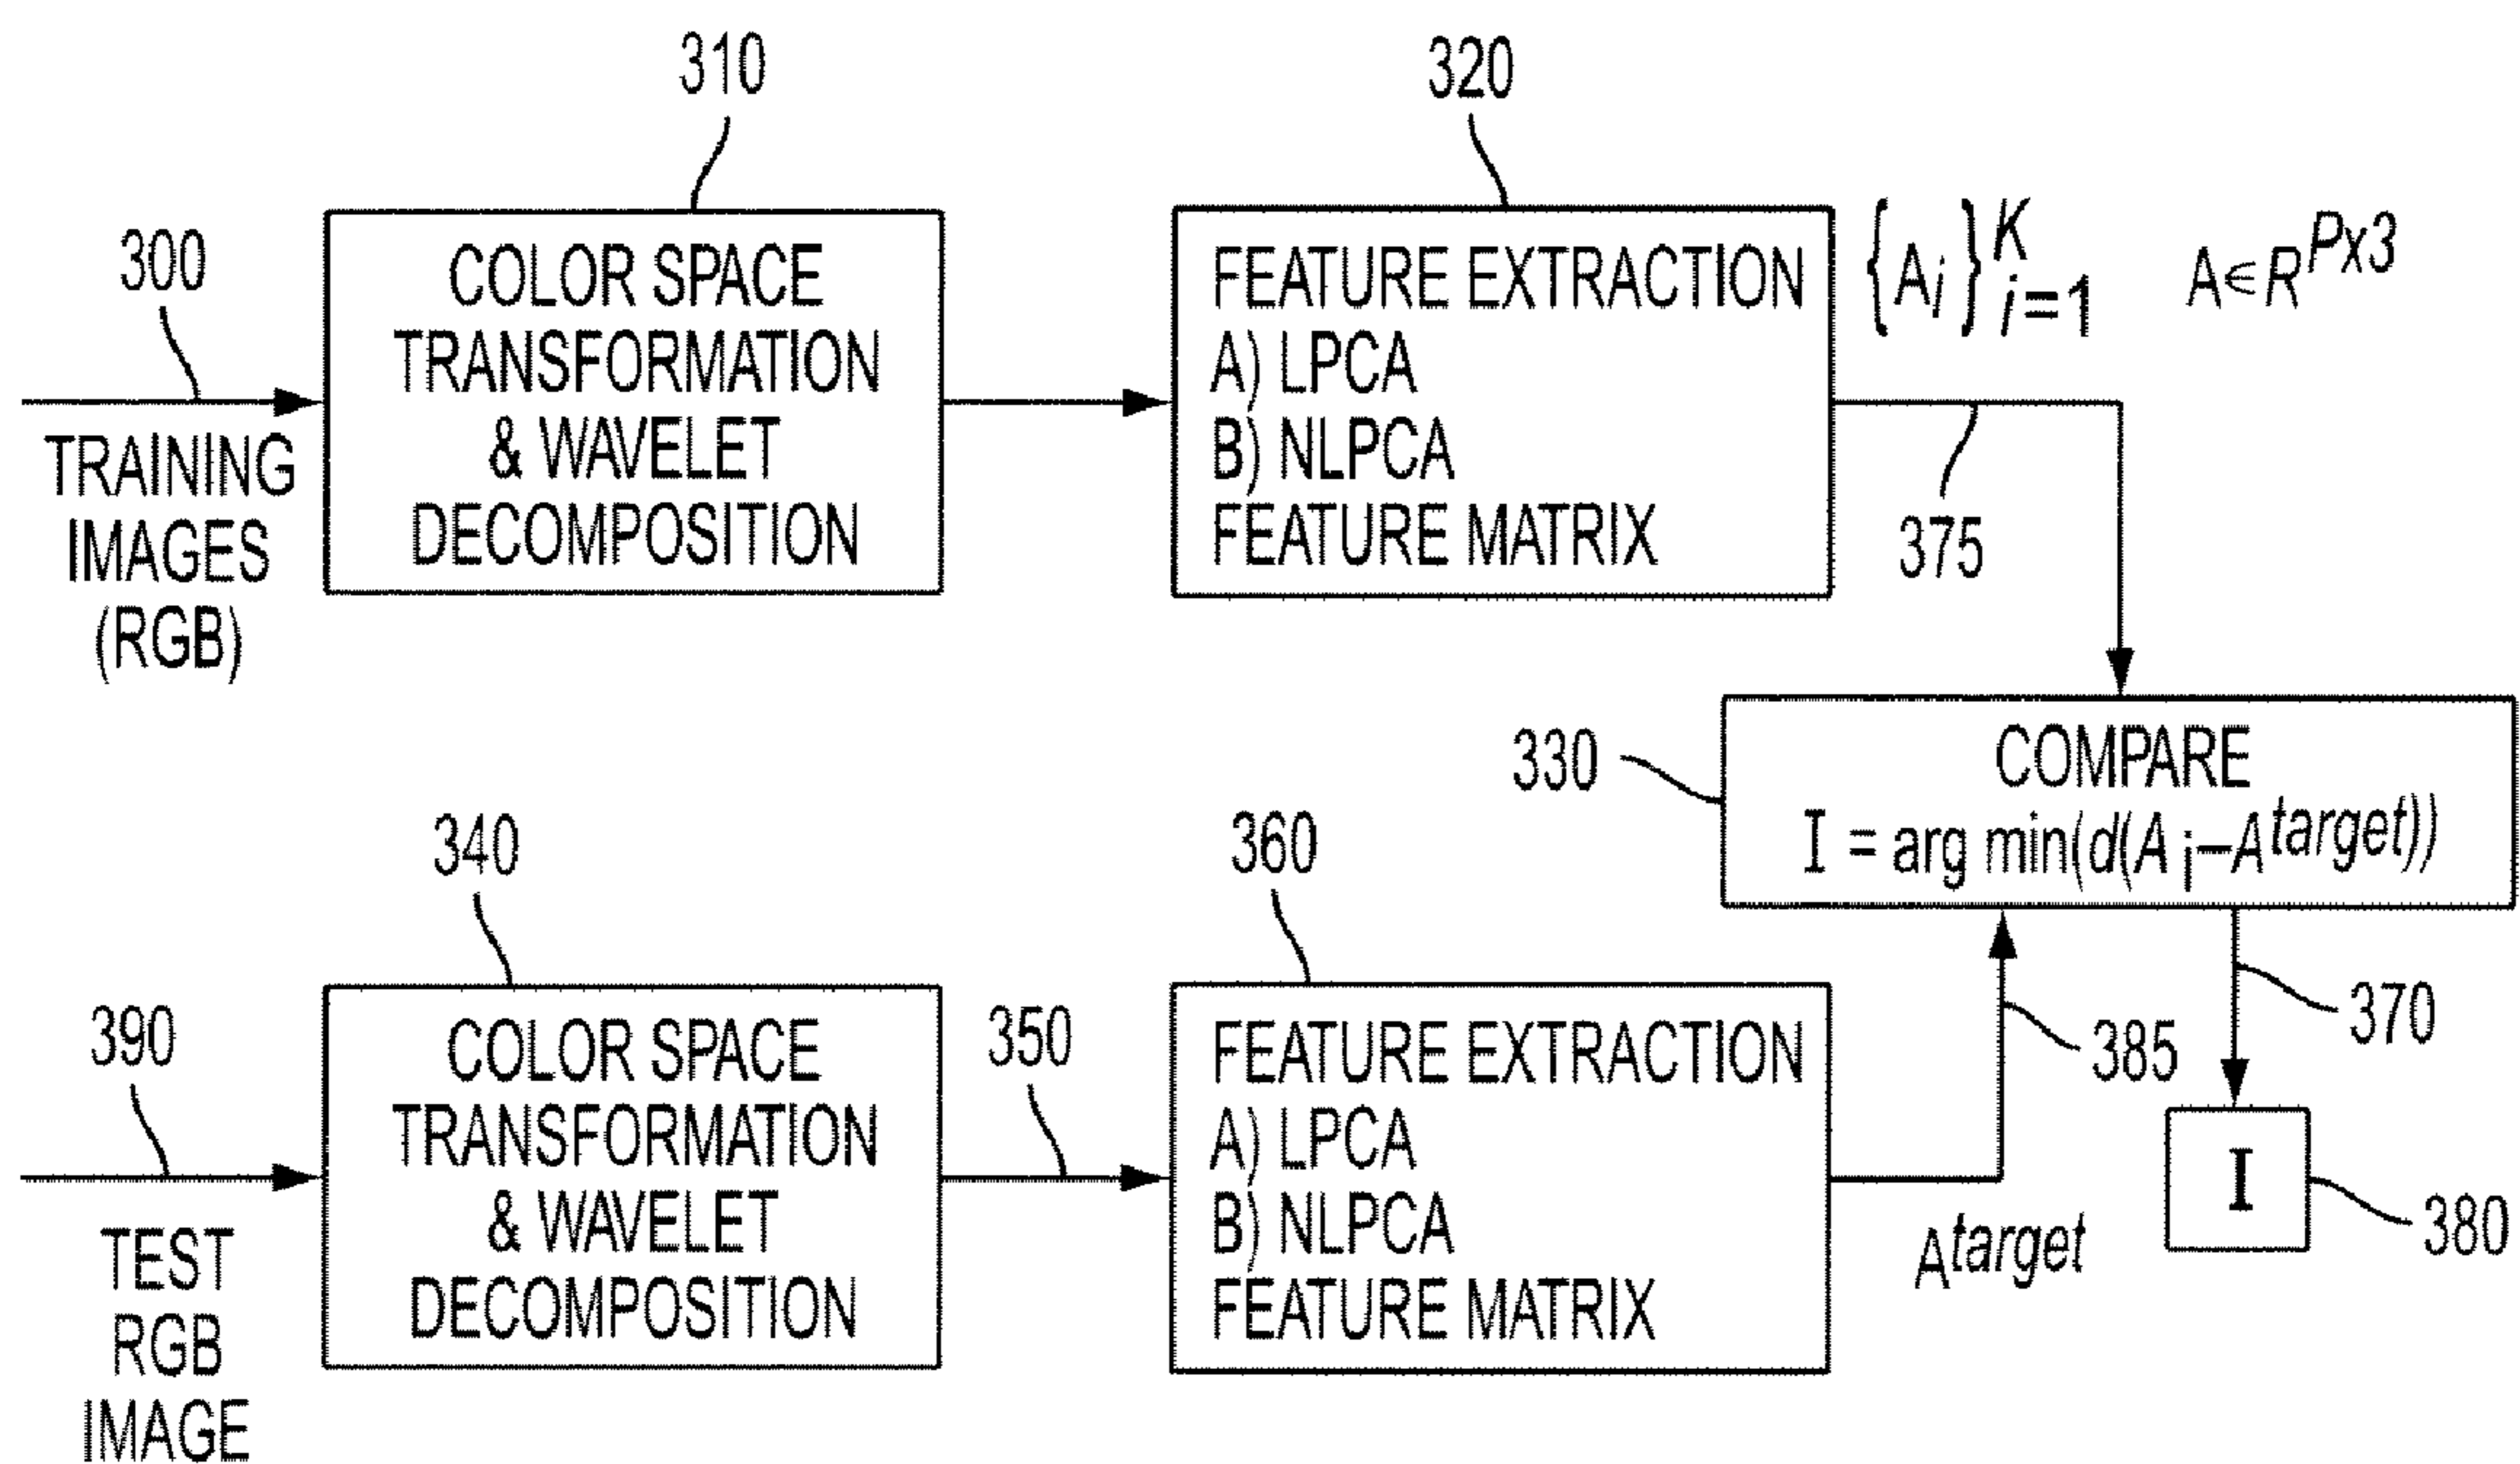 310
320
300
COLOR SPACE
TRANSFORMATION
& WAVELET
DECOMPOSITION
FEATURE EXTRACTION
A) LPCA
B) NLPCA
FEATURE MATRIX
{Ai}Ki=1 A∈RPx3
TRAINING
IMAGES
(RGB)
375
330
COMPARE
I = arg min(d(A i–Atarget))
340
360
390
350
COLOR SPACE
TRANSFORMATION
& WAVELET
DECOMPOSITION
FEATURE EXTRACTION
A) LPCA
B) NLPCA
FEATURE MATRIX
385
370
I
380
Atarget
TEST
RGB
IMAGE